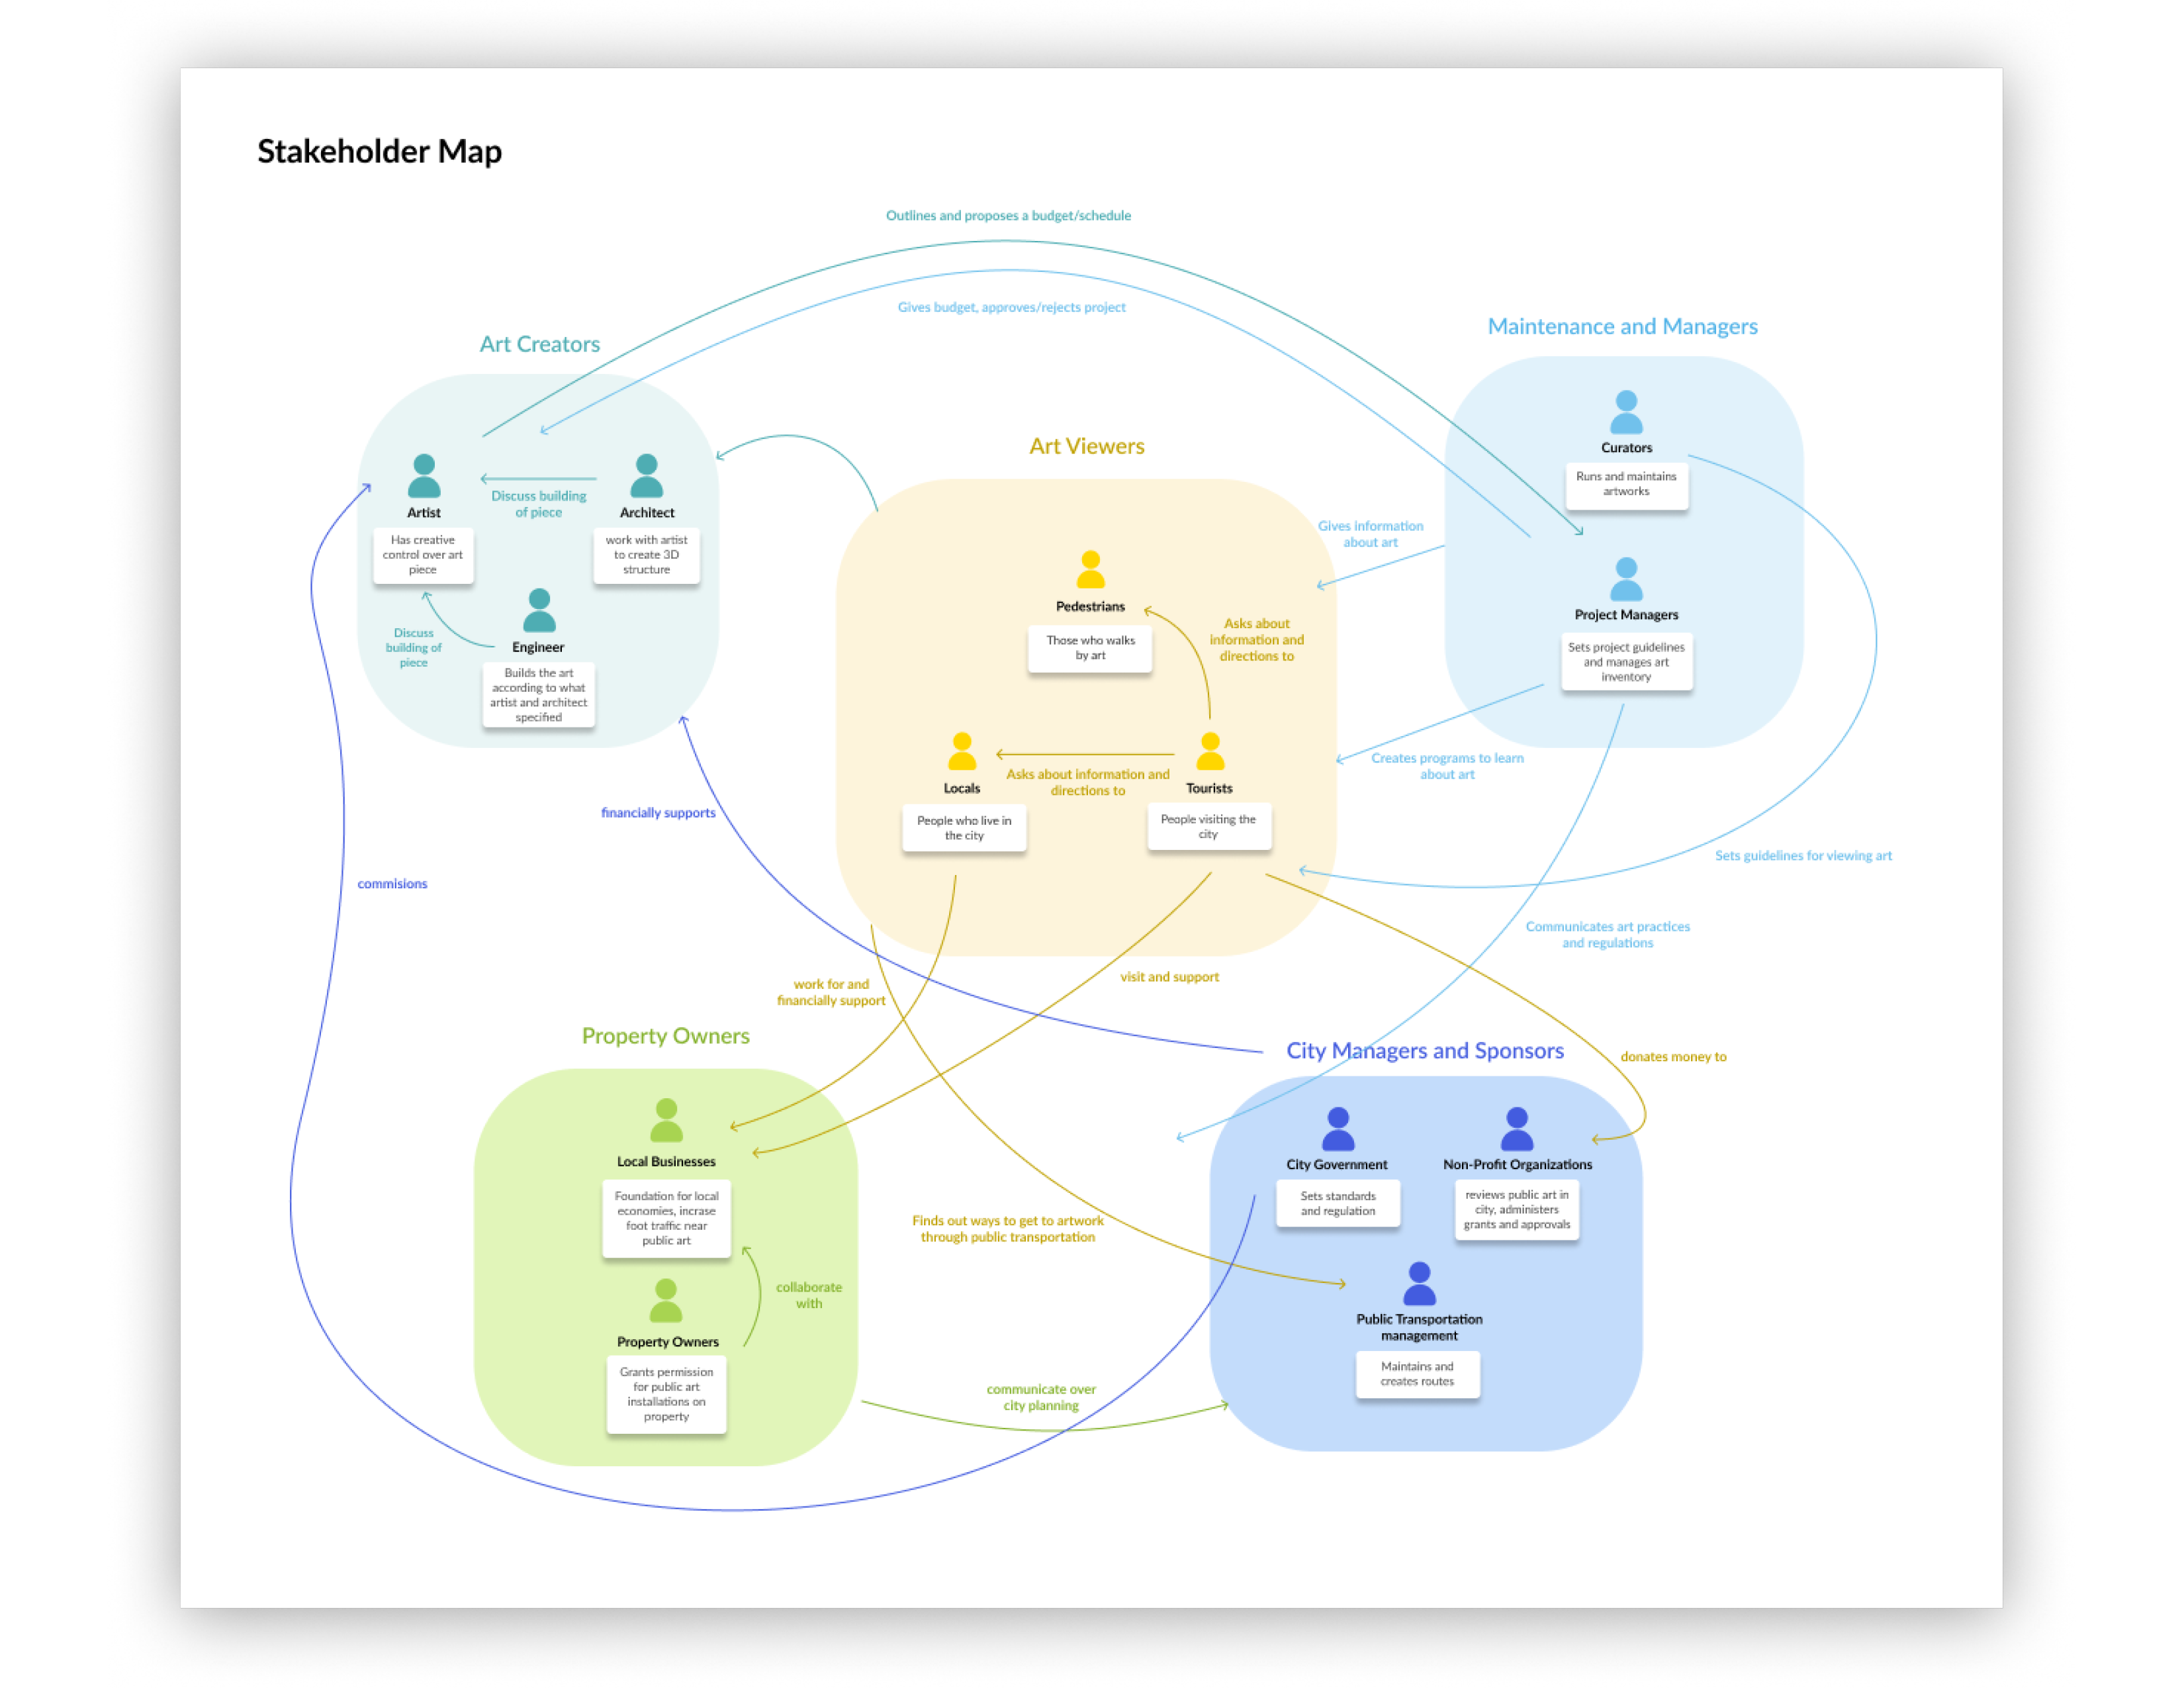 Stakeholder Map
Outlines and proposes a budget/schedule
Gives budget, approves/rejects project
Art Creators
Artist
Has creative
control over art
piece
Discuss building
of piece
Architect
work with artist
to create 3D
structure
Discuss
building of
piece
Engineer
Builds the art
according to what
artist and architect
specified
Art Viewers
Pedestrians
Those who walks
by art
Asks about
information and
directions to
Locals
People who live in
the city
Asks about information and
directions to
Tourists
People visiting the
city
Maintenance and Managers
Curators
Runs and maintains
artworks
Project Managers
Sets project guidelines
and manages art
inventory
Gives information
about art
Creates programs to learn
about art
Sets guidelines for viewing art
Communicates art practices
and regulations
financially supports
commisions
work for and
financially support
visit and support
donates money to
Property Owners
Local Businesses
Foundation for local
economies, incrase
foot traffic near
public art
collaborate
with
Property Owners
Grants permission
for public art
installations on
property
Finds out ways to get to artwork
through public transportation
communicate over
city planning
City Managers and Sponsors
City Government
Sets standards
and regulation
Non-Profit Organizations
reviews public art in
city, administers
grants and approvals
Public Transportation
management
Maintains and
creates routes